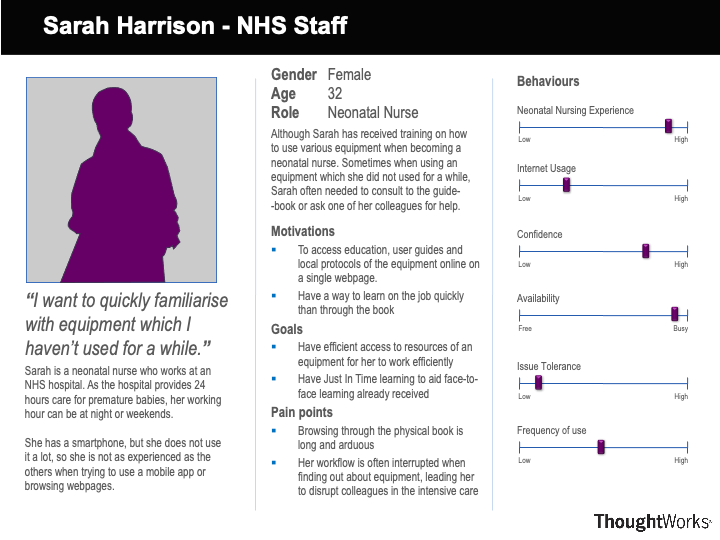 Sarah Harrison - NHS Staff
“I want to quickly familiarise
with equipment which I
haven’t used for a while.”
Sarah is a neonatal nurse who works at an
NHS hospital. As the hospital provides 24
hours care for premature babies, her working
hour can be at night or weekends.
She has a smartphone, but she does not use
it a lot, so she is not as experienced as the
others when trying to use a mobile app or
browsing webpages.
Gender Female
Age 32
Role Neonatal Nurse
Although Sarah has received training on how
to use various equipment when becoming a
neonatal nurse. Sometimes when using an
equipment which she did not used for a while,
Sarah often needed to consult to the guide-
-book or ask one of her colleagues for help.
Motivations
To access education, user guides and
local protocols of the equipment online on
a single webpage.
Have a way to learn on the job quickly
than through the book
Goals
Have efficient access to resources of an
equipment for her to work efficiently
Have Just In Time learning to aid face-to-
face learning already received
Pain points
Browsing through the physical book is
long and arduous
Her workflow is often interrupted when
finding out about equipment, leading her
to disrupt colleagues in the intensive care
Behaviours
Neonatal Nursing Experience
Low High
Internet Usage
Low High
Confidence
Low High
Availability
Free Busy
Issue Tolerance
Low High
Frequency of use
Low High
ThoughtWorks